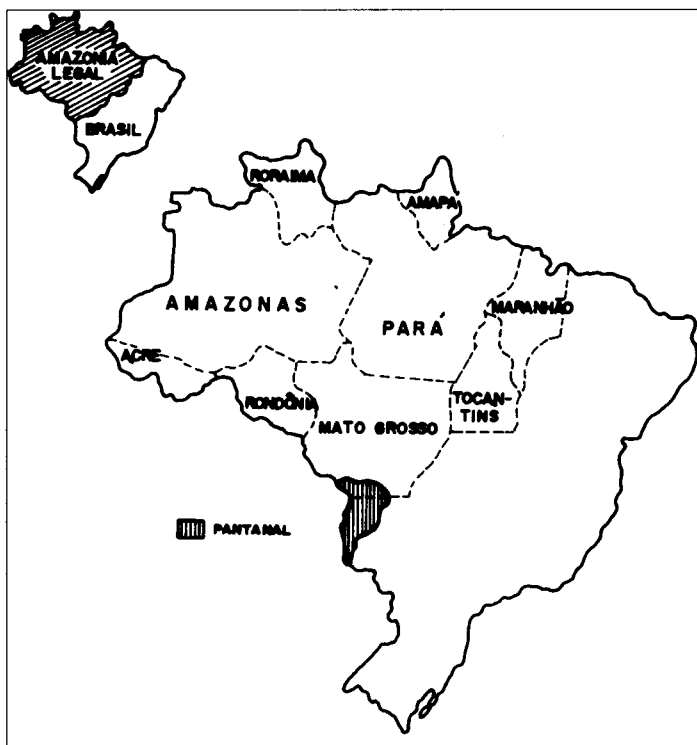 AMAZONIA
LEGAL
BRASIL
RORAIMA
AMAPÁ
AMAZONAS
PARÁ
MARANHÃO
ACRE
RONDÔNIA
TOCAN-
TINS
MATO GROSSO
PANTANAL